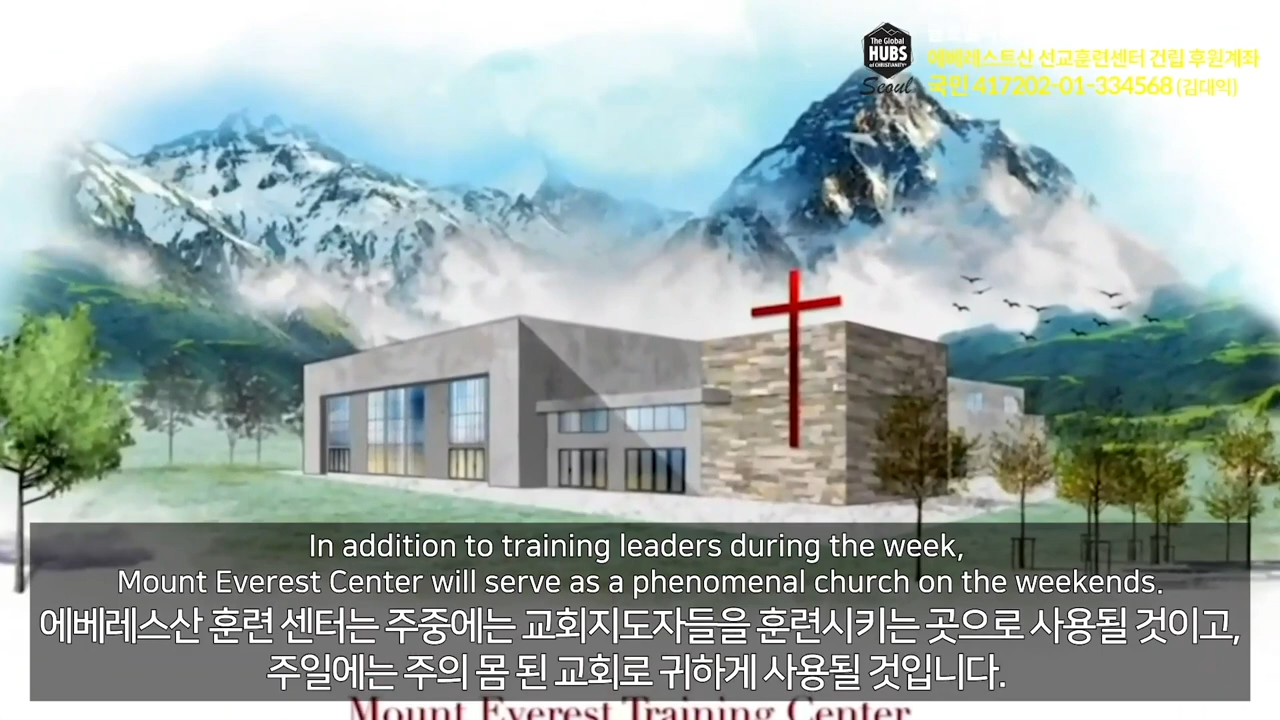 The Global
HUBS
of CHRISTIANITY
Seoul
에베레스트산 선교훈련센터 건립 후원계좌
국민 417202-01-334568 (김대억)
In addition to training leaders during the week,
Mount Everest Center will serve as a phenomenal church on the weekends.
에베레스산 훈련 센터는 주중에는 교회지도자들을 훈련시키는 곳으로 사용될 것이고,
주일에는 주의 몸 된 교회로 귀하게 사용될 것입니다.
Mount Everest Training Center